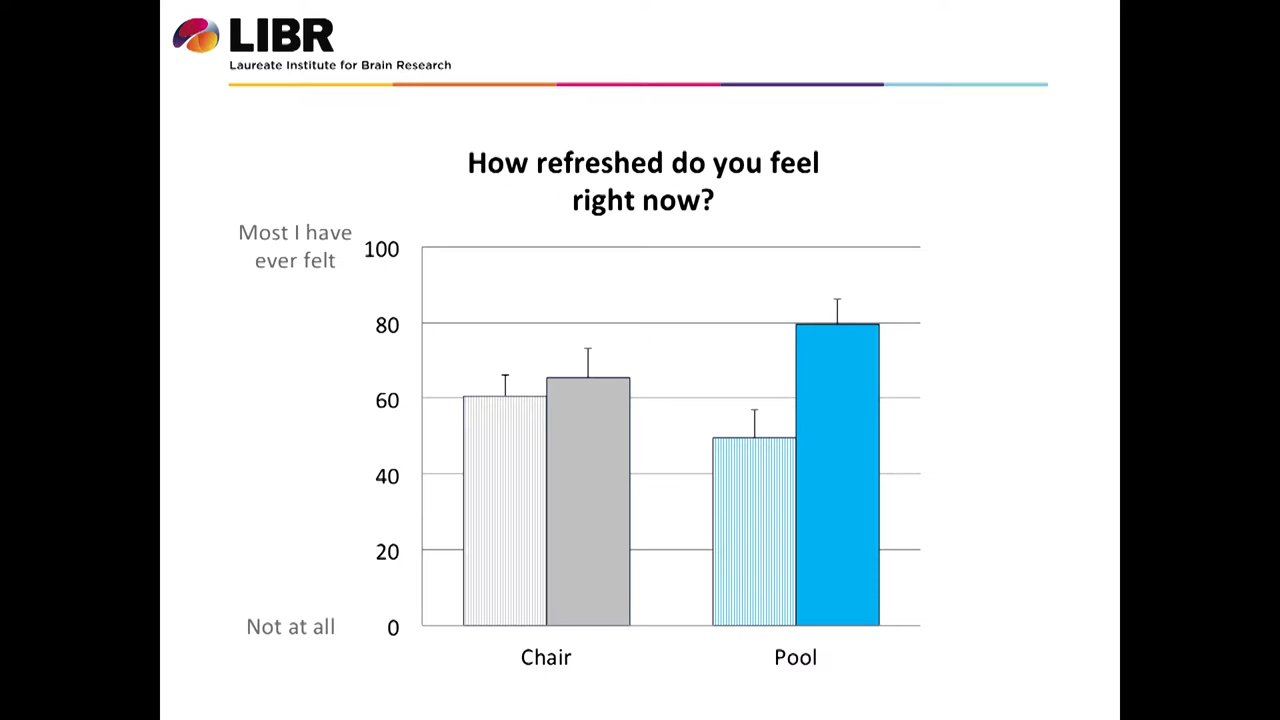 LIBR
Laureate Institute for Brain Research
How refreshed do you feel
right now?
Most I have
ever felt
100
80
60
40
20
Not at all
0
Chair
Pool